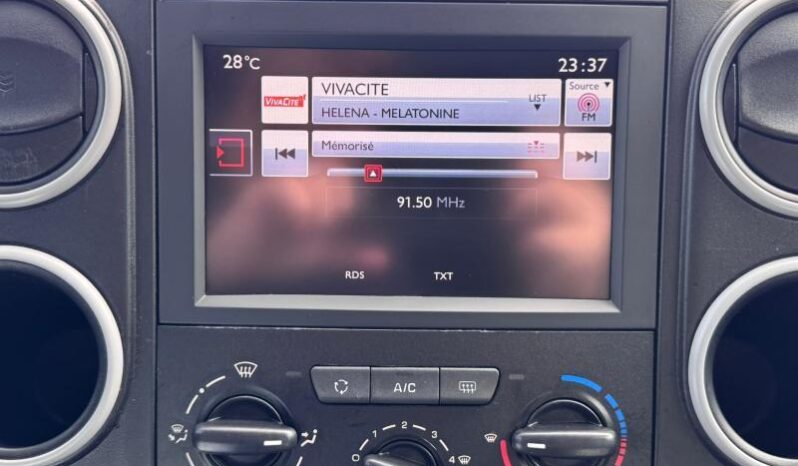 28°C
23:37
VIVACITE
VIVACITE
HELENA - MELATONINE
LIST
Source
FM
Mémorisé
91.50 MHz
RDS
TXT
A/C
0 1 2 3 4